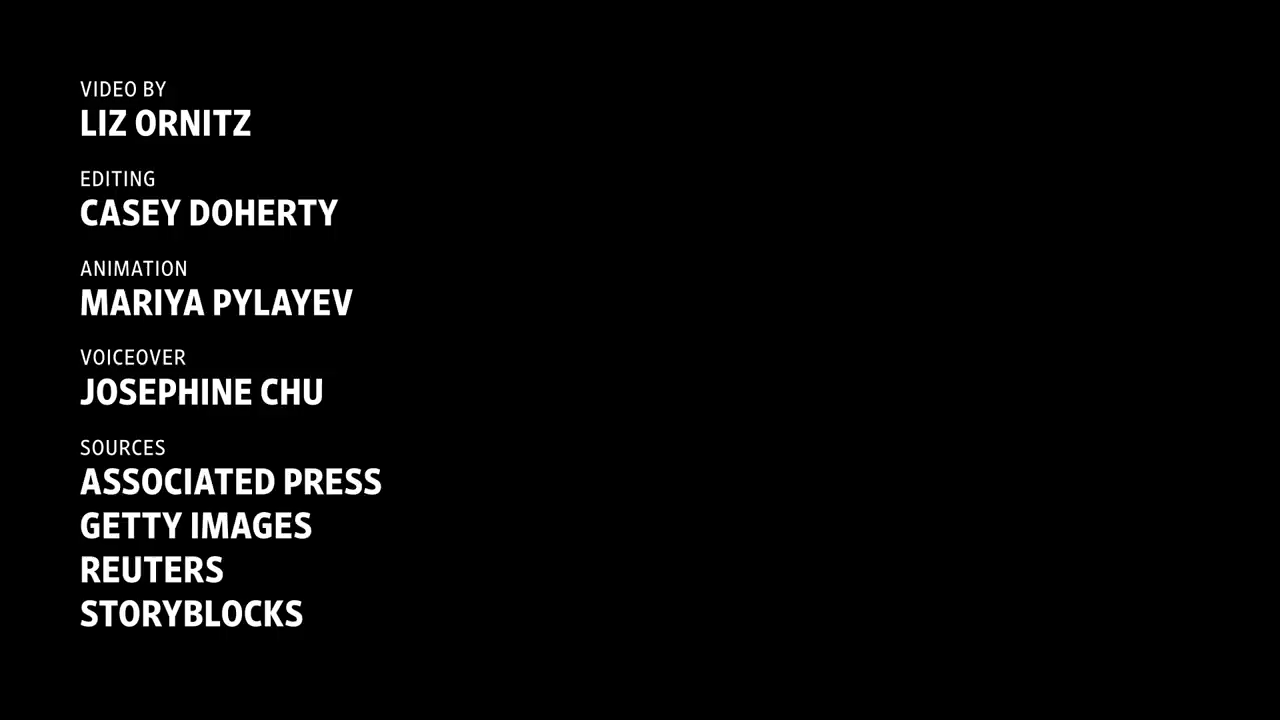 VIDEO BY
LIZ ORNITZ
EDITING
CASEY DOHERTY
ANIMATION
MARIYA PYLAYEV
VOICEOVER
JOSEPHINE CHU
SOURCES
ASSOCIATED PRESS
GETTY IMAGES
REUTERS
STORYBLOCKS